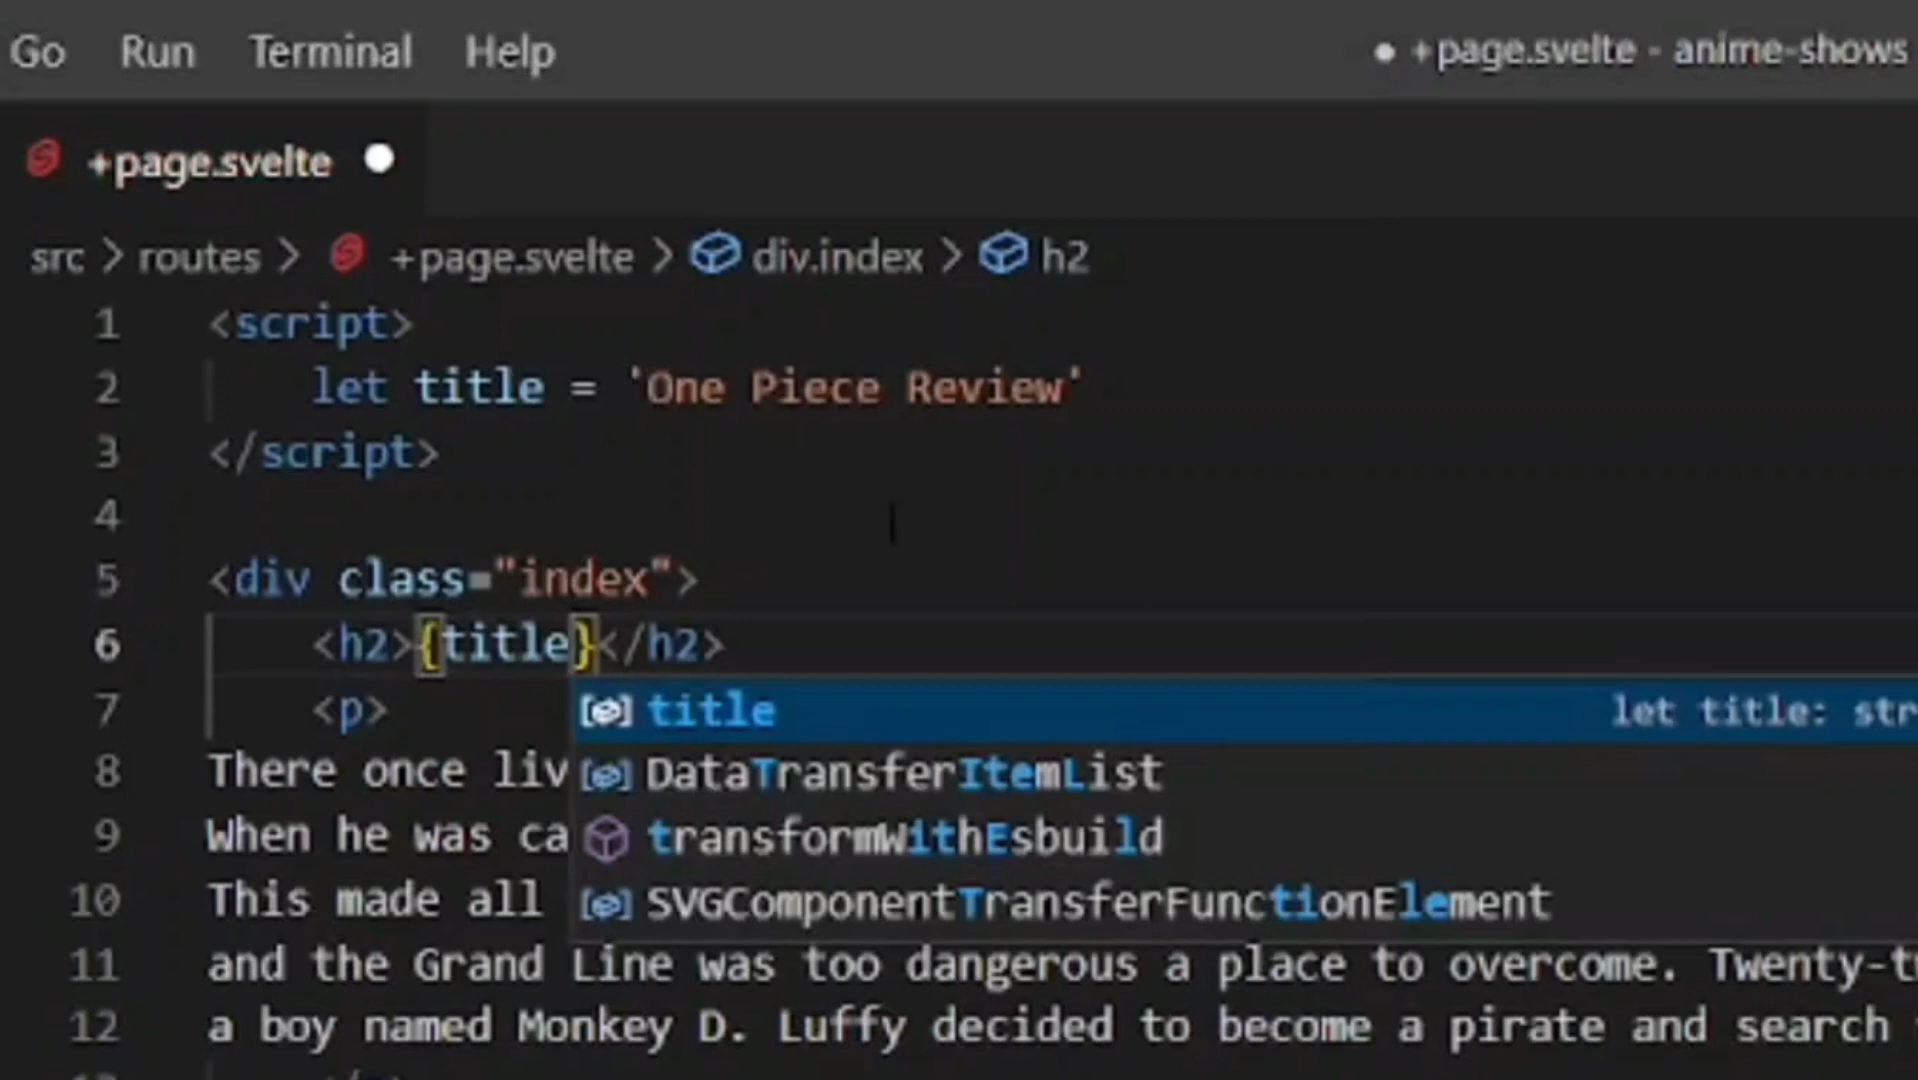 Go Run Terminal Help ● +page.svelte - anime-shows
+page.svelte ●
src > routes > +page.svelte > div.index > h2
1 <script>
2 let title = 'One Piece Review'
3 </script>
4
5 <div class="index">
6 <h2>{title}</h2>
7 <p>
title let title: str
8 There once liv
DataTransferItemList
9 When he was ca
transformWithEsbuild
10 This made all
SVGComponentTransferFunctionElement
11 and the Grand Line was too dangerous a place to overcome. Twenty-t
12 a boy named Monkey D. Luffy decided to become a pirate and search